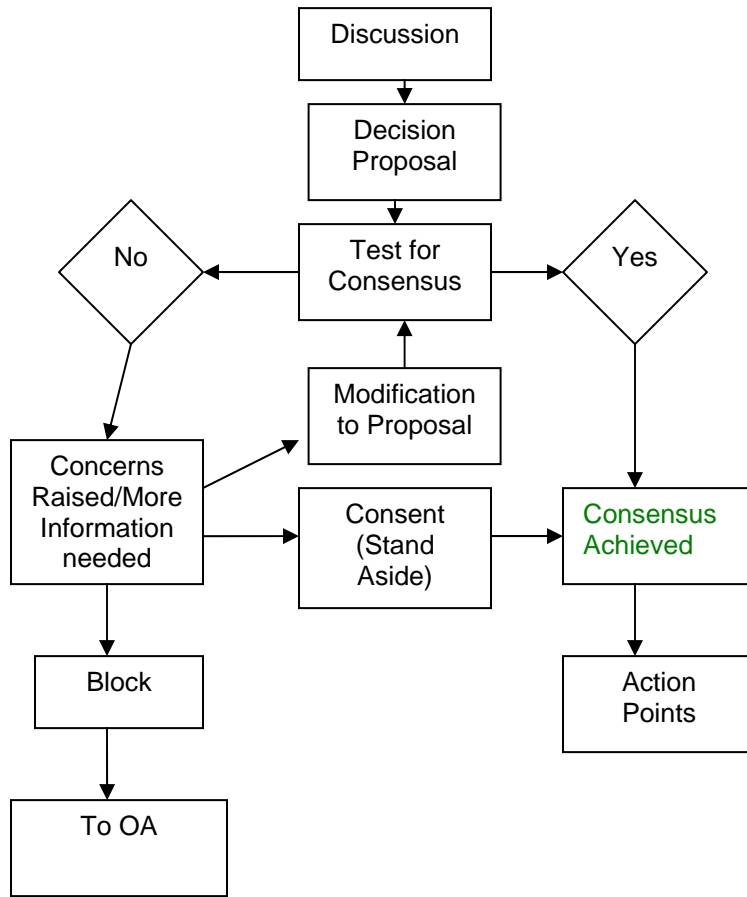 Discussion
Decision
Proposal
No
Test for
Consensus
Yes
Modification
to Proposal
Concerns
Raised/More
Information
needed
Consent
(Stand
Aside)
Consensus
Achieved
Block
Action
Points
To OA